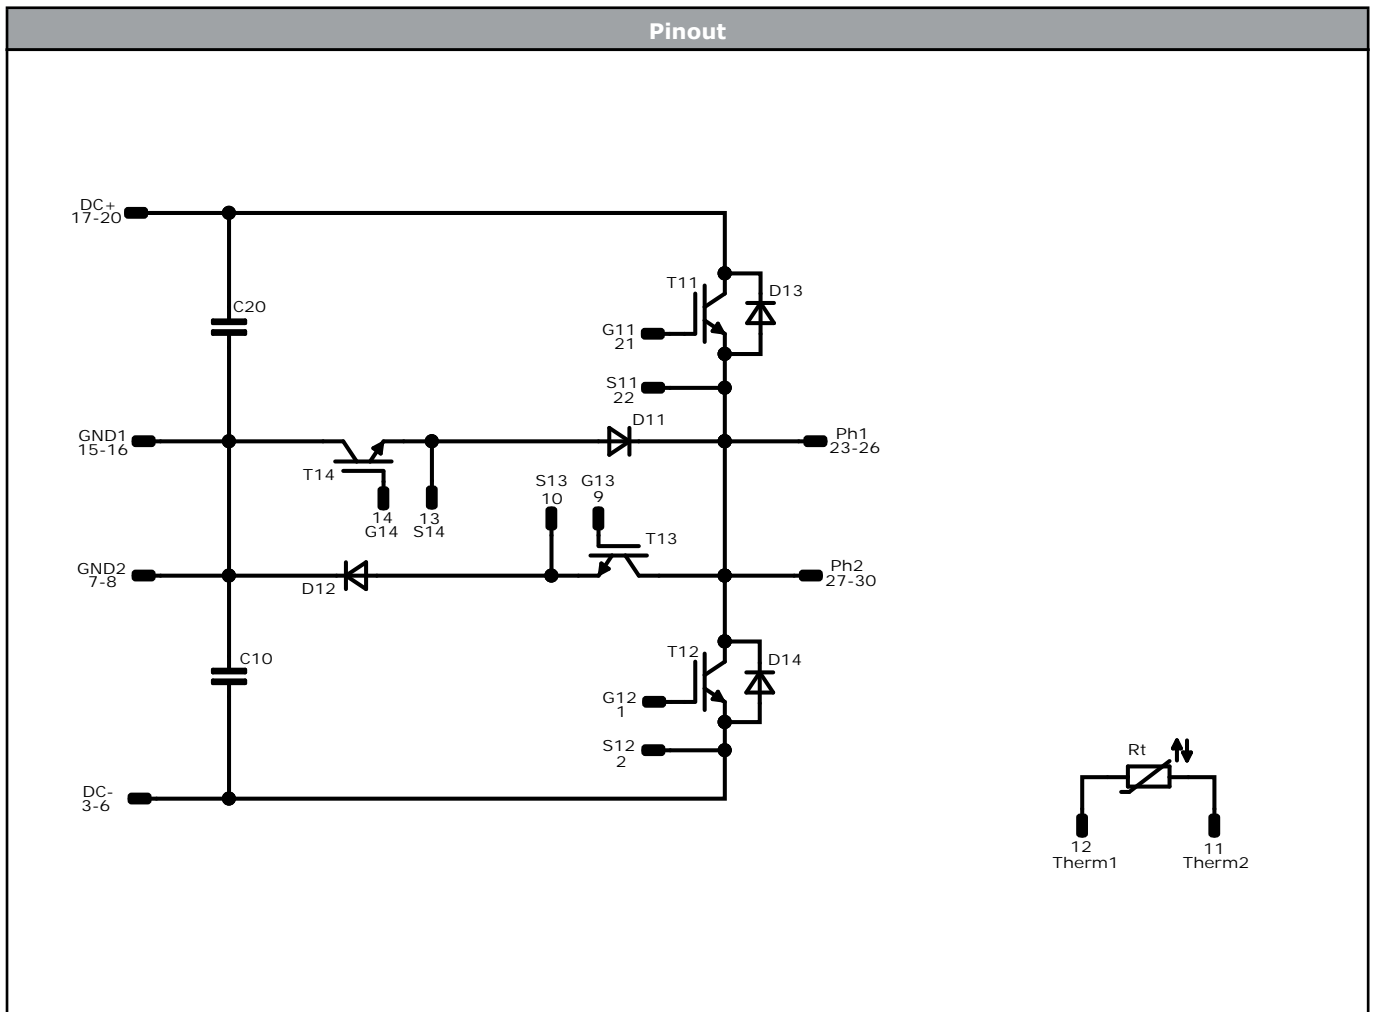 Pinout
DC+
17-20
C20
T11
D13
G11
21
S11
22
D11
GND1
15-16
Ph1
23-26
T14
14
G14
13
S14
S13
10
G13
9
T13
GND2
7-8
D12
Ph2
27-30
C10
T12
D14
G12
1
S12
2
DC-
3-6
Rt
12
Therm1
11
Therm2